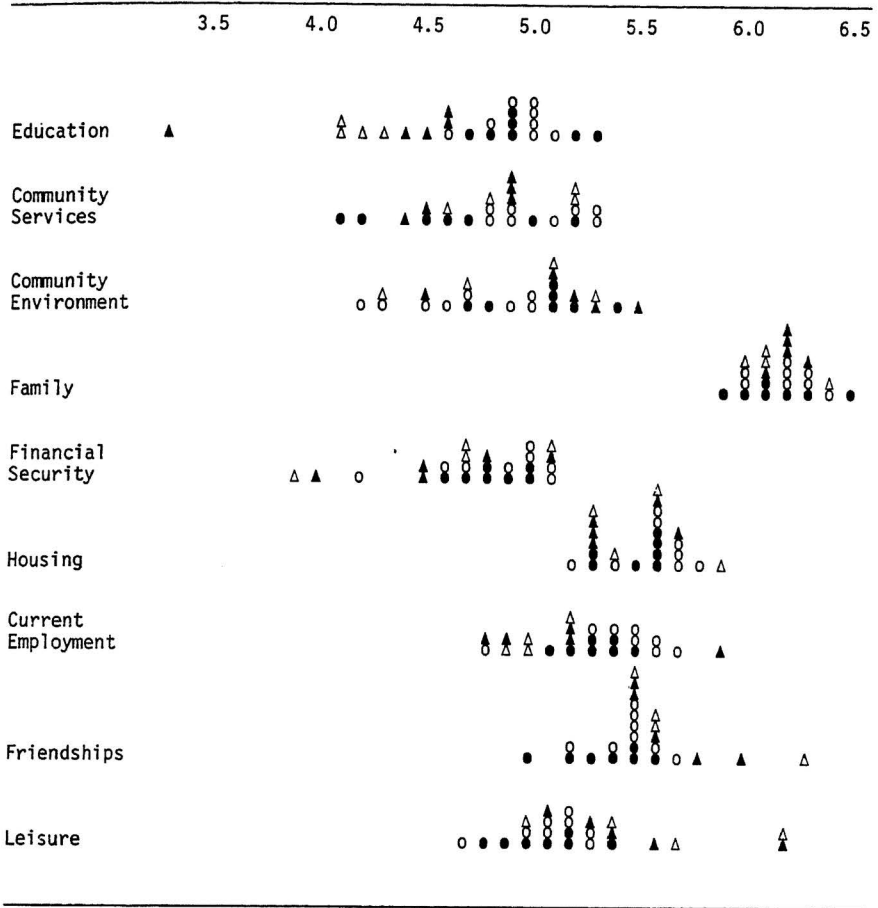 3.5 4.0 4.5 5.0 5.5 6.0 6.5
Education
Community
Services
Community
Environment
Family
Financial
Security
Housing
Current
Employment
Friendships
Leisure